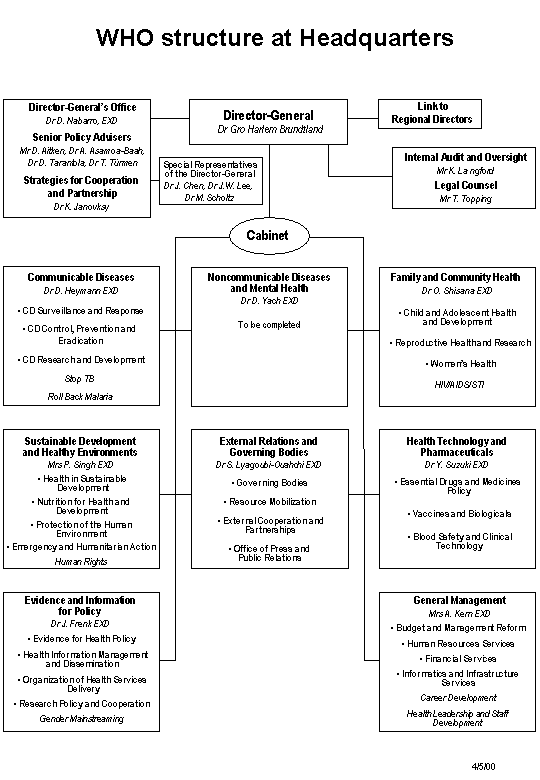 WHO structure at Headquarters
Director-General's Office
Dr D. Nabarro, EXD
Senior Policy Advisers
Mr D. Aitken, Dr A. Asamoa-Baah,
Dr D. Tarantola, Dr T. Türmen
Strategies for Cooperation
and Partnership
Dr K. Janovksy
Director-General
Dr Gro Harlem Brundtland
Link to
Regional Directors
Special Representatives
of the Director-General
Dr J. Chen, Dr J.W. Lee,
Dr M. Scholtz
Internal Audit and Oversight
Mr K. Langford
Legal Counsel
Mr T. Topping
Cabinet
Communicable Diseases
Dr D. Heymann EXD
• CD Surveillance and Response
• CD Control, Prevention and
Eradication
• CD Research and Development
Stop TB
Roll Back Malaria
Noncommunicable Diseases
and Mental Health
Dr D. Yach EXD
To be completed
Family and Community Health
Dr O. Shisana EXD
• Child and Adolescent Health
and Development
• Reproductive Health and Research
• Women's Health
HIV/AIDS/STI
Sustainable Development
and Healthy Environments
Mrs P. Singh EXD
• Health in Sustainable
Development
• Nutrition for Health and
Development
• Protection of the Human
Environment
• Emergency and Humanitarian Action
Human Rights
External Relations and
Governing Bodies
Dr S. Lyagoubi-Ouahchi EXD
• Governing Bodies
• Resource Mobilization
• External Cooperation and
Partnerships
• Office of Press and
Public Relations
Health Technology and
Pharmaceuticals
Dr Y. Suzuki EXD
• Essential Drugs and Medicines
Policy
• Vaccines and Biologicals
• Blood Safety and Clinical
Technology
Evidence and Information
for Policy
Dr J. Frenk EXD
• Evidence for Health Policy
• Health Information Management
and Dissemination
• Organization of Health Services
Delivery
• Research Policy and Cooperation
Gender Mainstreaming
General Management
Mrs A. Kern EXD
• Budget and Management Reform
• Human Resources Services
• Financial Services
• Informatics and Infrastructure
Services
Career Development
Health Leadership and Staff
Development
4/5/00